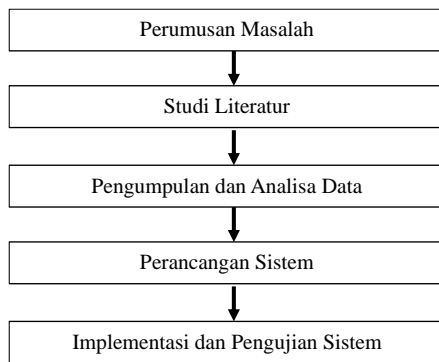 Perumusan Masalah
Studi Literatur
Pengumpulan dan Analisa Data
Perancangan Sistem
Implementasi dan Pengujian Sistem